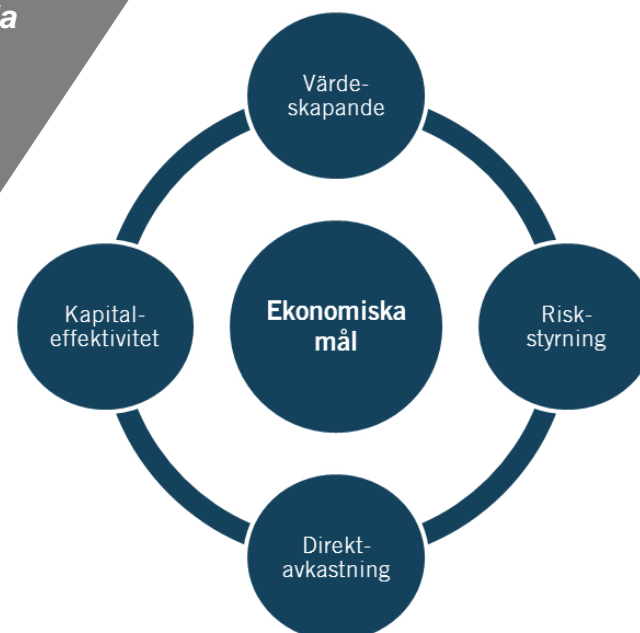 Värde-
skapande
Kapital-
effektivitet
Ekonomiska
mål
Risk-
styrning
Direkt-
avkastning